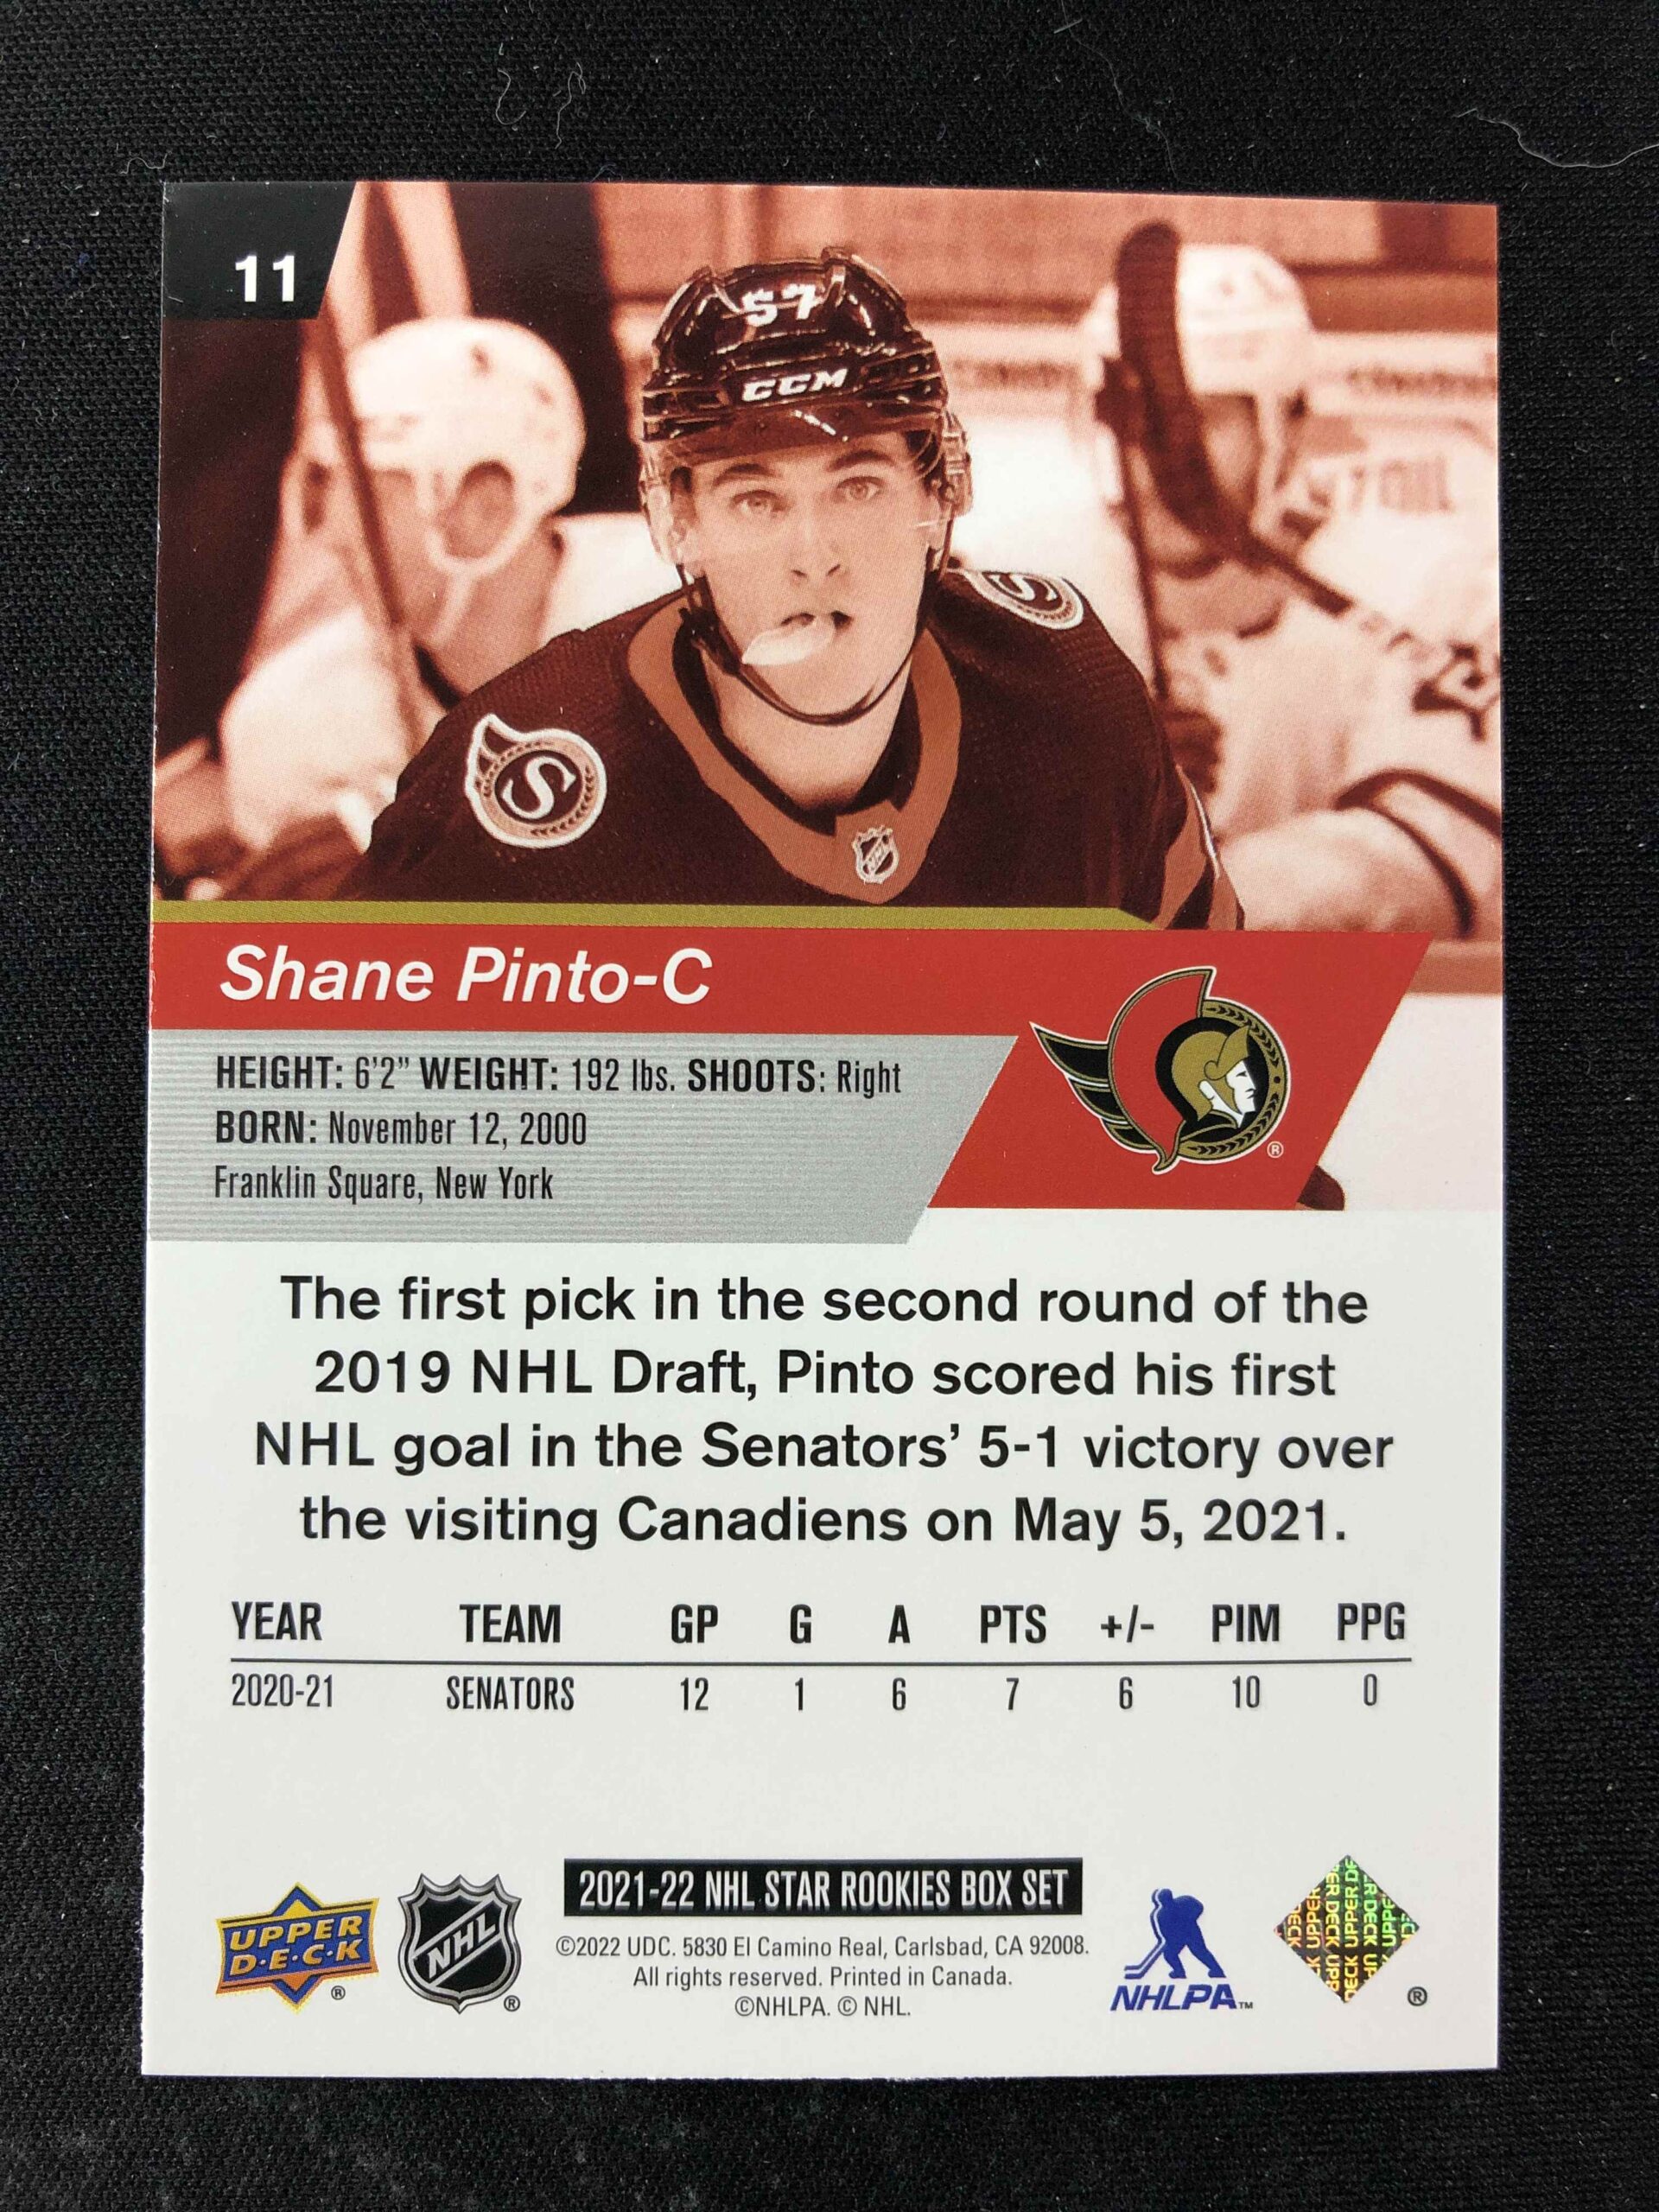 11
57
CCM
S
S
NHL
Shane Pinto-C
HEIGHT: 6'2” WEIGHT: 192 lbs. SHOOTS: Right
BORN: November 12, 2000
Franklin Square, New York
®
The first pick in the second round of the
2019 NHL Draft, Pinto scored his first
NHL goal in the Senators’ 5-1 victory over
the visiting Canadiens on May 5, 2021.
YEAR TEAM GP G A PTS +/- PIM PPG
2020-21 SENATORS 12 1 6 7 6 10 0
2021-22 NHL STAR ROOKIES BOX SET
©2022 UDC. 5830 El Camino Real, Carlsbad, CA 92008.
All rights reserved. Printed in Canada.
©NHLPA. © NHL.
UPPER
D•E•C•K
®
NHL
®
NHLPA™
UPPER DECK
®